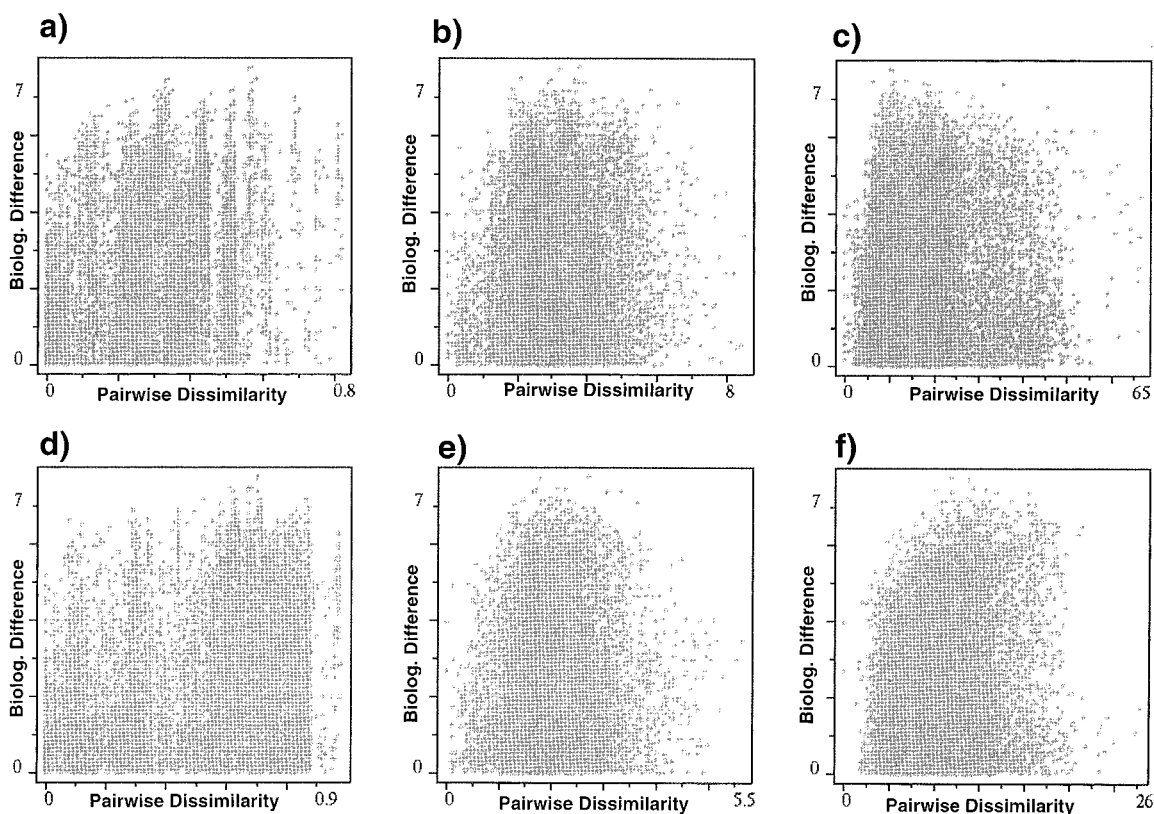 a)
7
Biolog. Difference
0
0
0.8
Pairwise Dissimilarity
b)
7
Biolog. Difference
0
0
8
Pairwise Dissimilarity
c)
7
Biolog. Difference
0
0
65
Pairwise Dissimilarity
d)
7
Biolog. Difference
0
0
0.9
Pairwise Dissimilarity
e)
7
Biolog. Difference
0
0
5.5
Pairwise Dissimilarity
f)
7
Biolog. Difference
0
0
26
Pairwise Dissimilarity